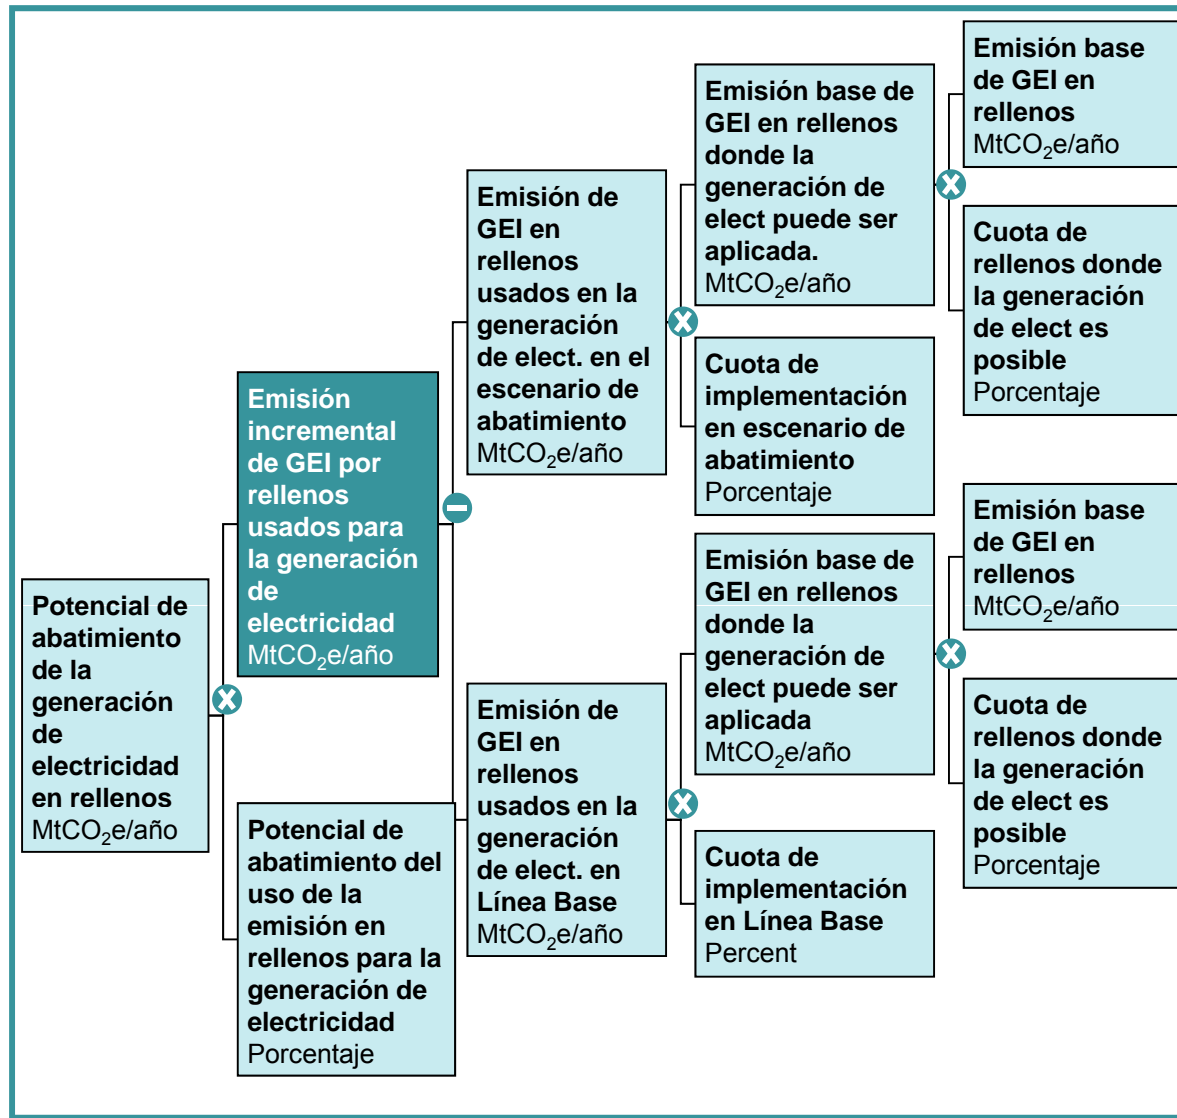 Potencial de
abatimiento
de la
generación
de
electricidad
en rellenos
MtCO₂e/año
Emisión
incremental
de GEI por
rellenos
usados para
la generación
de
electricidad
MtCO₂e/año
Potencial de
abatimiento del
uso de la
emisión en
rellenos para la
generación de
electricidad
Porcentaje
Emisión de
GEI en
rellenos
usados en la
generación
de elect. en el
escenario de
abatimiento
MtCO₂e/año
Emisión de
GEI en
rellenos
usados en la
generación
de elect. en
Línea Base
MtCO₂e/año
Emisión base de
GEI en rellenos
donde la
generación de
elect puede ser
aplicada.
MtCO₂e/año
Cuota de
implementación
en escenario de
abatimiento
Porcentaje
Emisión base de
GEI en rellenos
donde la
generación de
elect puede ser
aplicada
MtCO₂e/año
Cuota de
implementación
en Línea Base
Percent
Emisión base
de GEI en
rellenos
MtCO₂e/año
Cuota de
rellenos donde
la generación
de elect es
posible
Porcentaje
Emisión base
de GEI en
rellenos
MtCO₂e/año
Cuota de
rellenos donde
la generación
de elect es
posible
Porcentaje